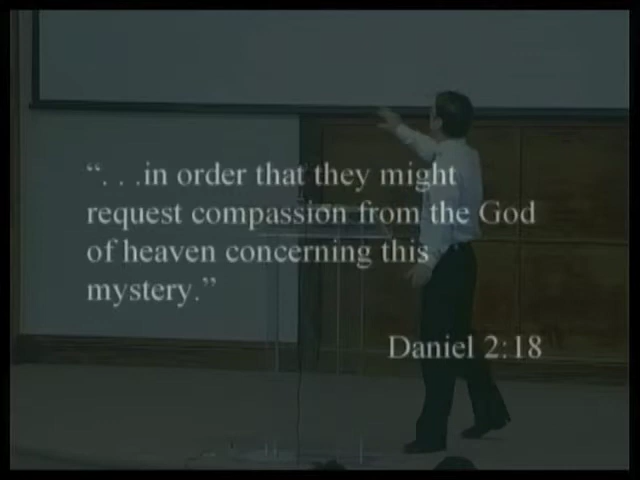 “. . .in order that they might
request compassion from the God
of heaven concerning this
mystery.”
Daniel 2:18